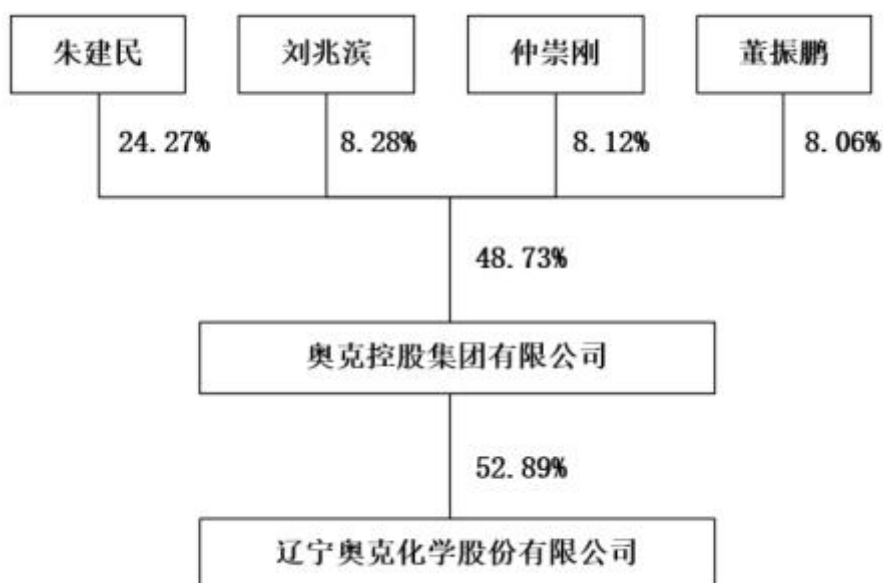 朱建民 刘兆滨 仲崇刚 董振鹏
24.27% 8.28% 8.12% 8.06%
48.73%
奥克控股集团有限公司
52.89%
辽宁奥克化学股份有限公司